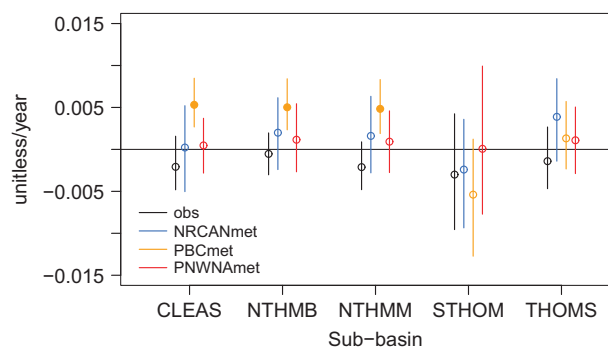 unitless/year
0.015
0.005
−0.005
−0.015
obs
NRCANmet
PBCmet
PNWNAmet
CLEAS NTHMB NTHMM STHOM THOMS
Sub−basin